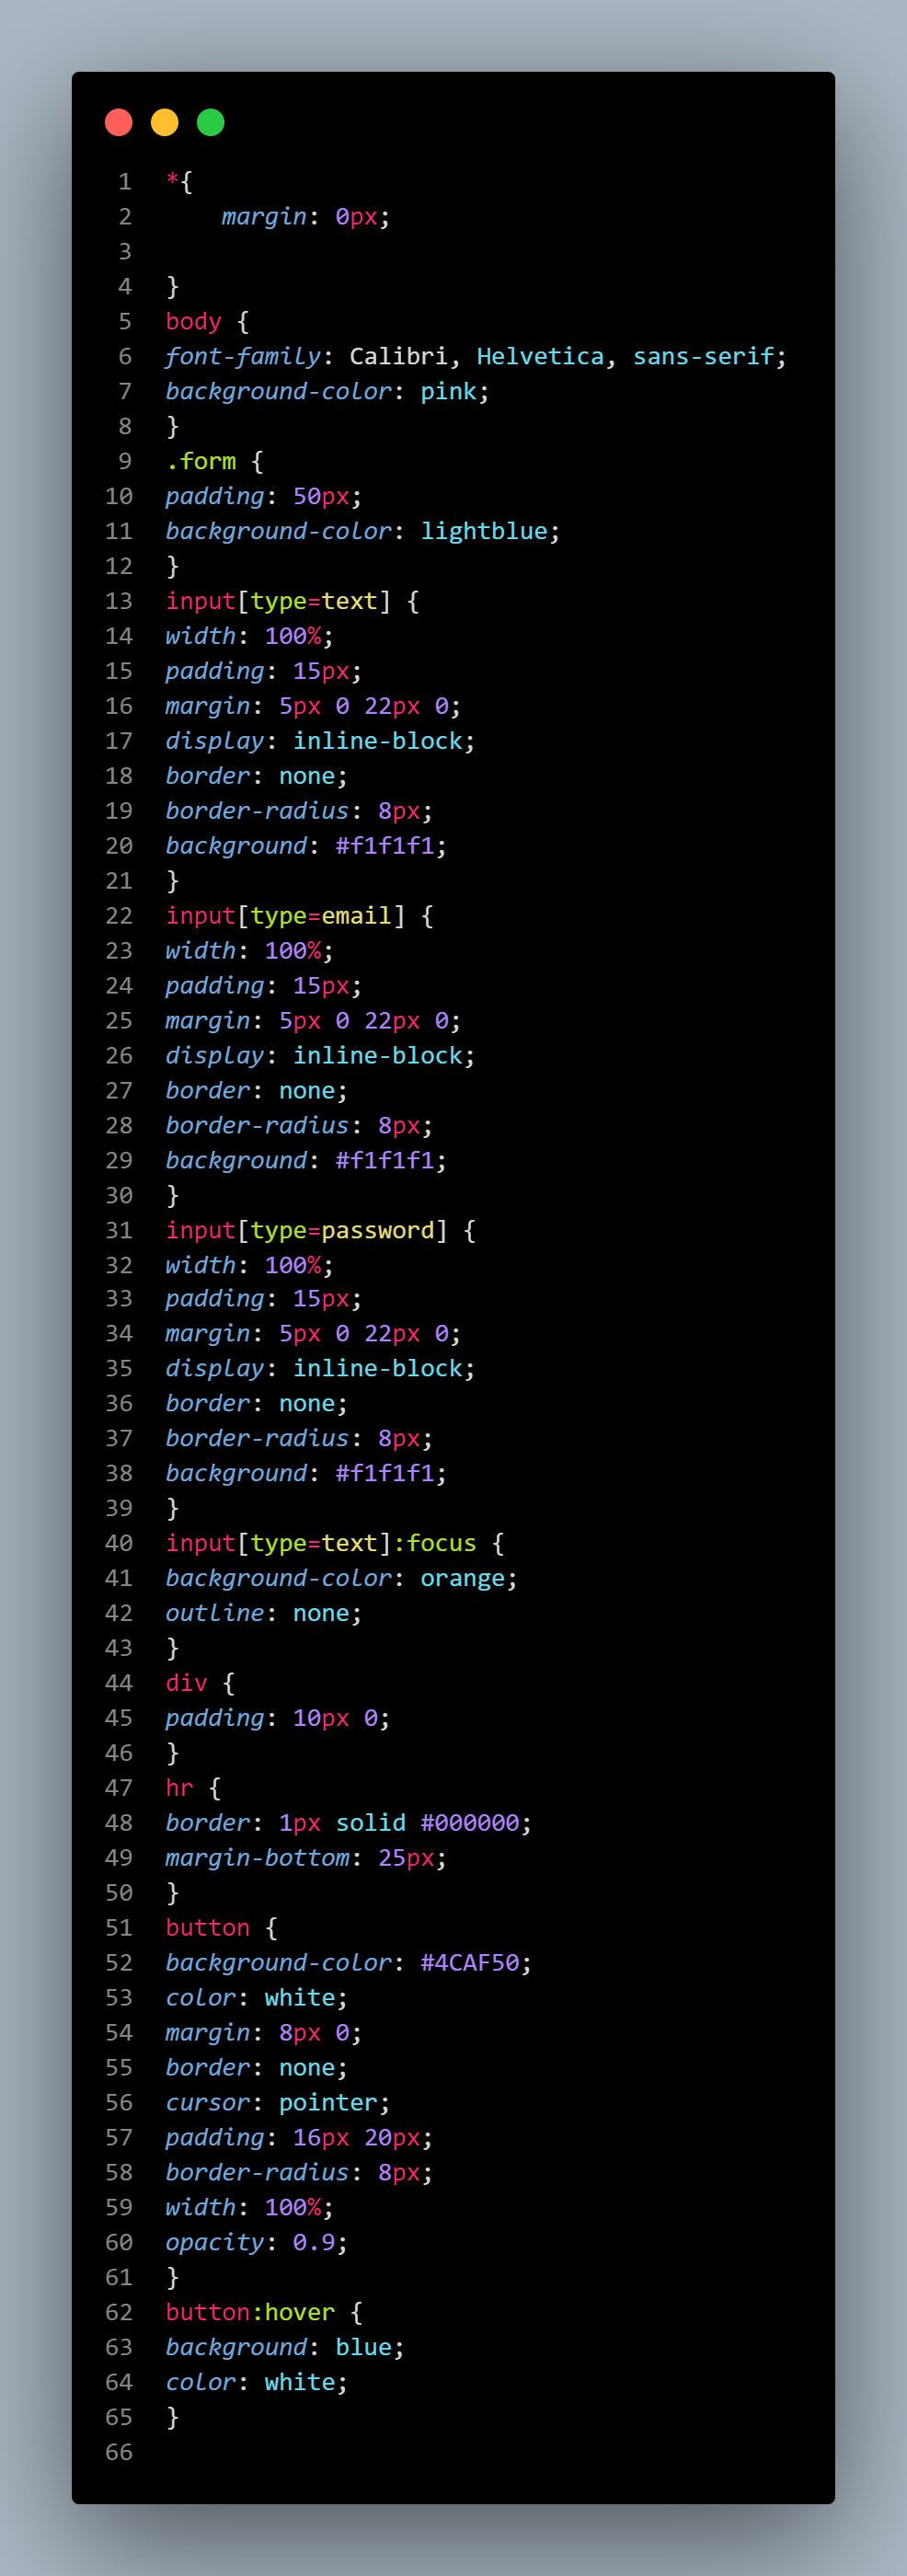 1 *{
2     margin: 0px;
3
4 }
5 body {
6 font-family: Calibri, Helvetica, sans-serif;
7 background-color: pink;
8 }
9 .form {
10 padding: 50px;
11 background-color: lightblue;
12 }
13 input[type=text] {
14 width: 100%;
15 padding: 15px;
16 margin: 5px 0 22px 0;
17 display: inline-block;
18 border: none;
19 border-radius: 8px;
20 background: #f1f1f1;
21 }
22 input[type=email] {
23 width: 100%;
24 padding: 15px;
25 margin: 5px 0 22px 0;
26 display: inline-block;
27 border: none;
28 border-radius: 8px;
29 background: #f1f1f1;
30 }
31 input[type=password] {
32 width: 100%;
33 padding: 15px;
34 margin: 5px 0 22px 0;
35 display: inline-block;
36 border: none;
37 border-radius: 8px;
38 background: #f1f1f1;
39 }
40 input[type=text]:focus {
41 background-color: orange;
42 outline: none;
43 }
44 div {
45 padding: 10px 0;
46 }
47 hr {
48 border: 1px solid #000000;
49 margin-bottom: 25px;
50 }
51 button {
52 background-color: #4CAF50;
53 color: white;
54 margin: 8px 0;
55 border: none;
56 cursor: pointer;
57 padding: 16px 20px;
58 border-radius: 8px;
59 width: 100%;
60 opacity: 0.9;
61 }
62 button:hover {
63 background: blue;
64 color: white;
65 }
66